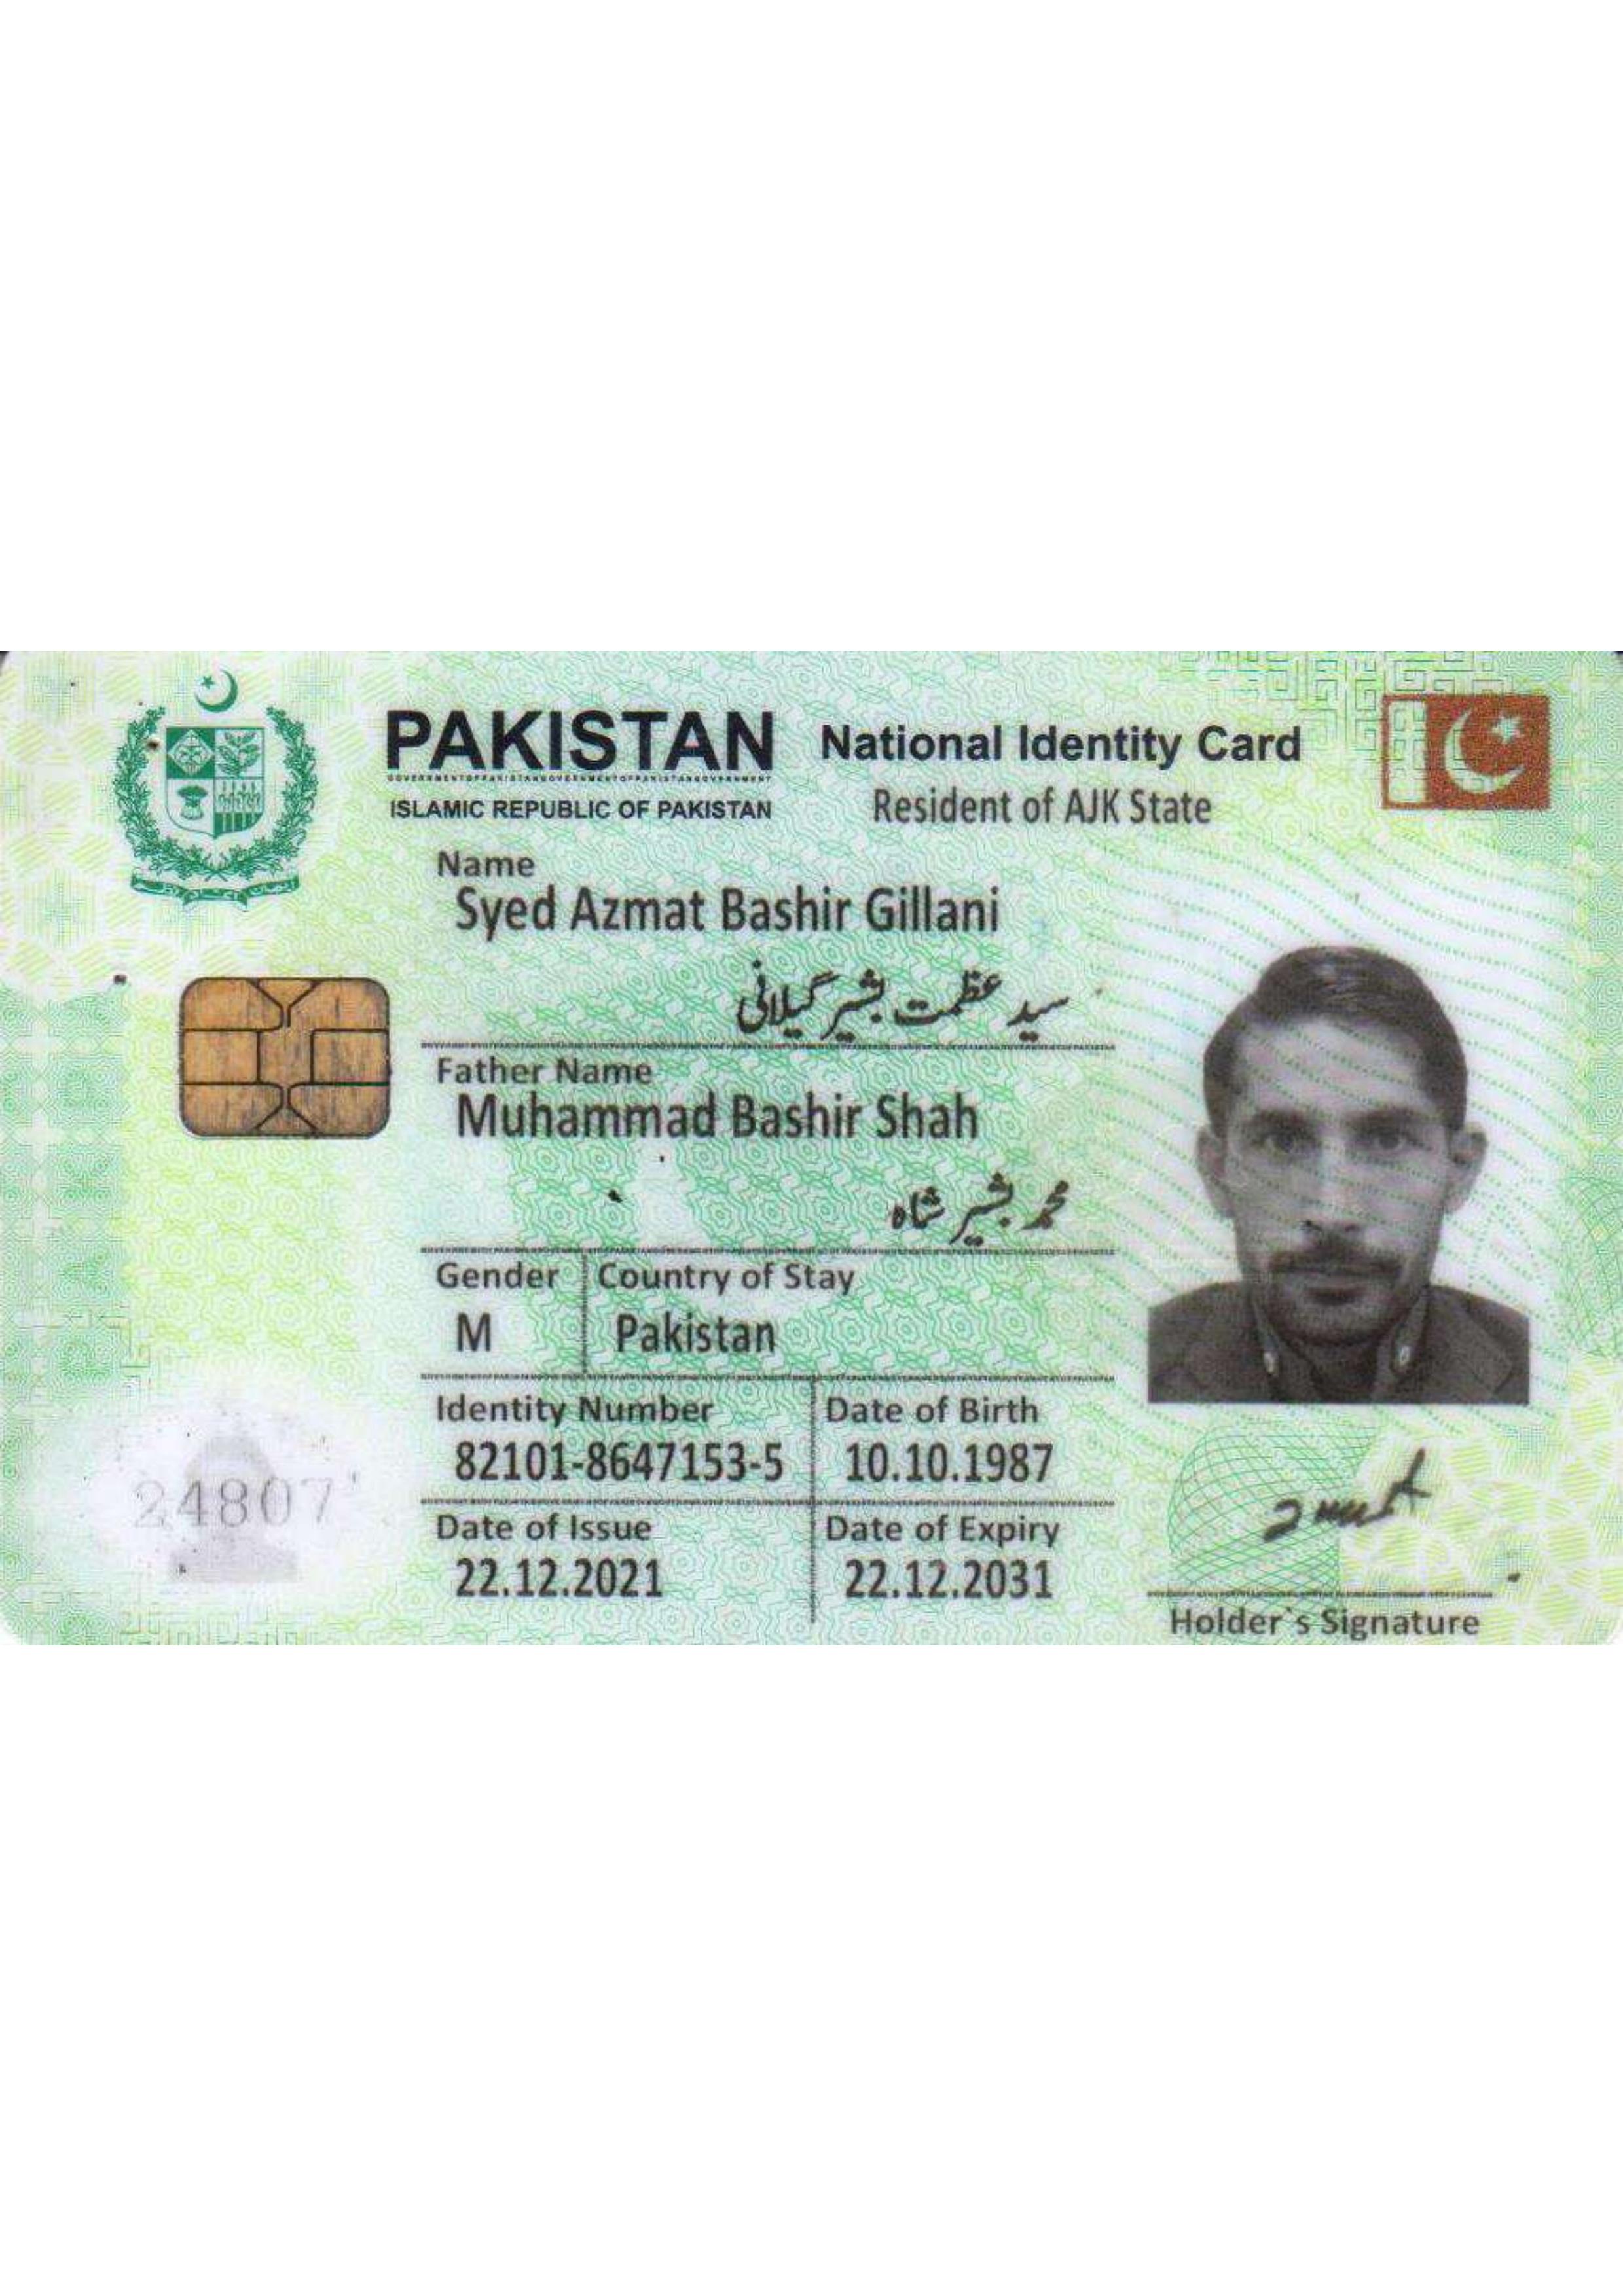 PAKISTAN National Identity Card
ISLAMIC REPUBLIC OF PAKISTAN Resident of AJK State
Name
Syed Azmat Bashir Gillani
سید عظمت بشیر گیلانی
Father Name
Muhammad Bashir Shah
محمد بشیر شاہ
Gender Country of Stay
M Pakistan
Identity Number Date of Birth
82101-8647153-5 10.10.1987
24807
Date of Issue Date of Expiry
22.12.2021 22.12.2031
Holder`s Signature